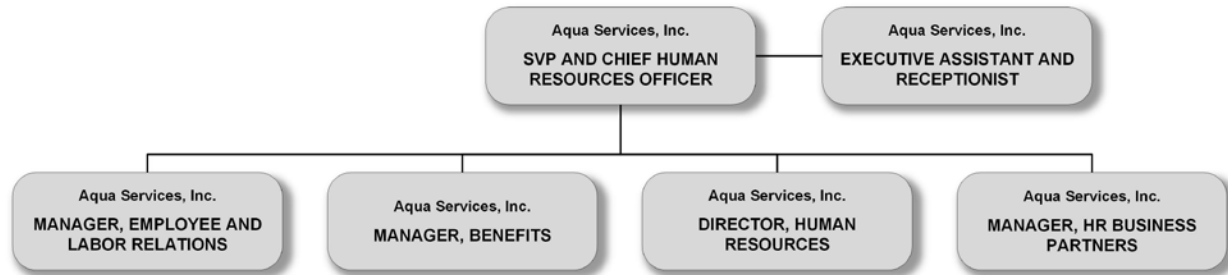 Aqua Services, Inc.
SVP AND CHIEF HUMAN
RESOURCES OFFICER
Aqua Services, Inc.
EXECUTIVE ASSISTANT AND
RECEPTIONIST
Aqua Services, Inc.
MANAGER, EMPLOYEE AND
LABOR RELATIONS
Aqua Services, Inc.
MANAGER, BENEFITS
Aqua Services, Inc.
DIRECTOR, HUMAN
RESOURCES
Aqua Services, Inc.
MANAGER, HR BUSINESS
PARTNERS